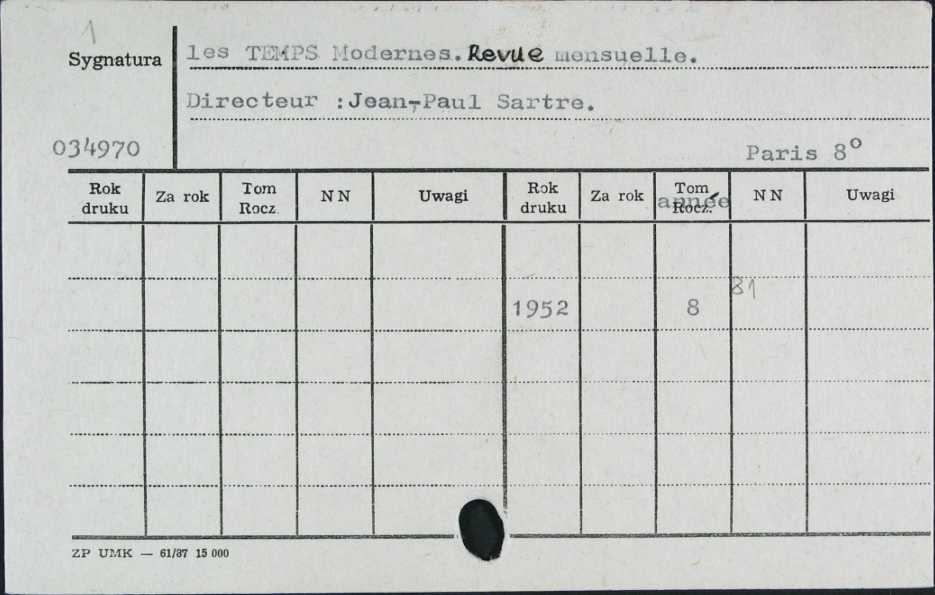 1
Sygnatura les TEMPS Modernes. Revue mensuelle.
Directeur :Jean-Paul Sartre.
034970
Paris 8°
Rok druku Za rok Tom Rocz. NN Uwagi Rok druku Za rok Tom Rocz. année NN Uwagi
1952 8 81
ZP UMK — 61/87 15 000